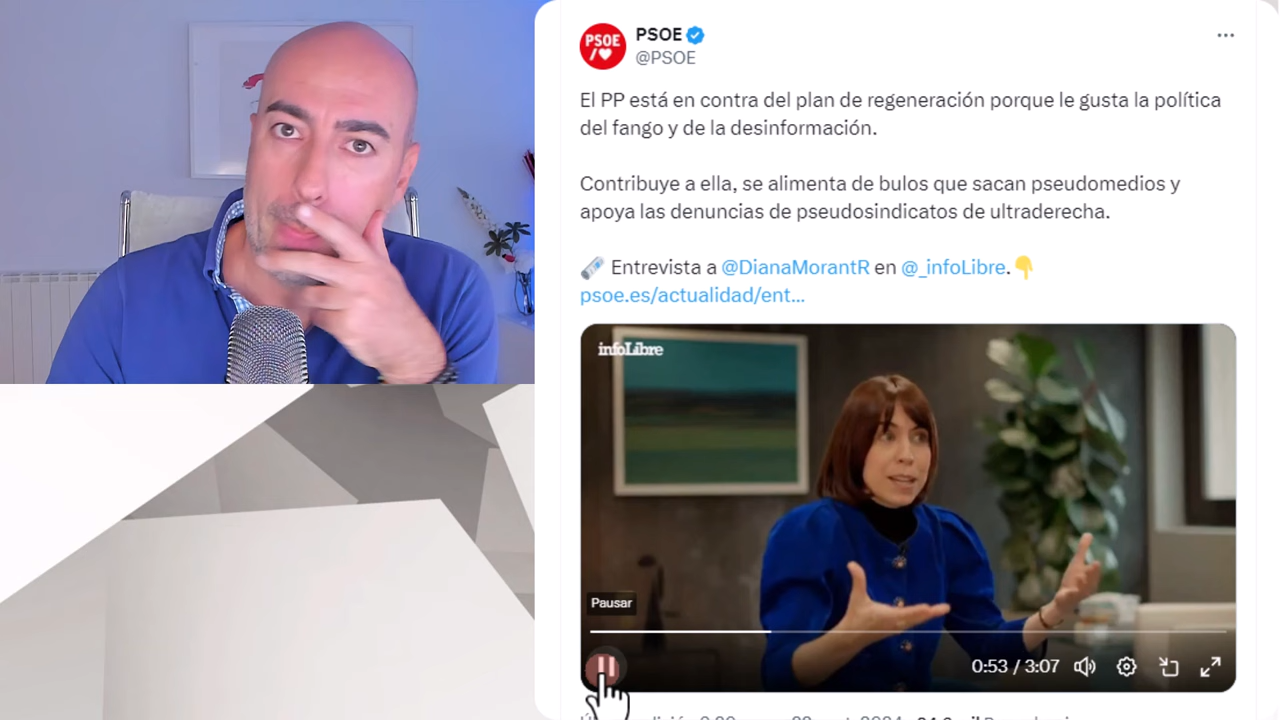 PSOE
PSOE
@PSOE
El PP está en contra del plan de regeneración porque le gusta la política
del fango y de la desinformación.
Contribuye a ella, se alimenta de bulos que sacan pseudomedios y
apoya las denuncias de pseudosindicatos de ultraderecha.
Entrevista a @DianaMorantR en @_infoLibre.
psoe.es/actualidad/ent...
infoLibre
Pausar
0:53 / 3:07